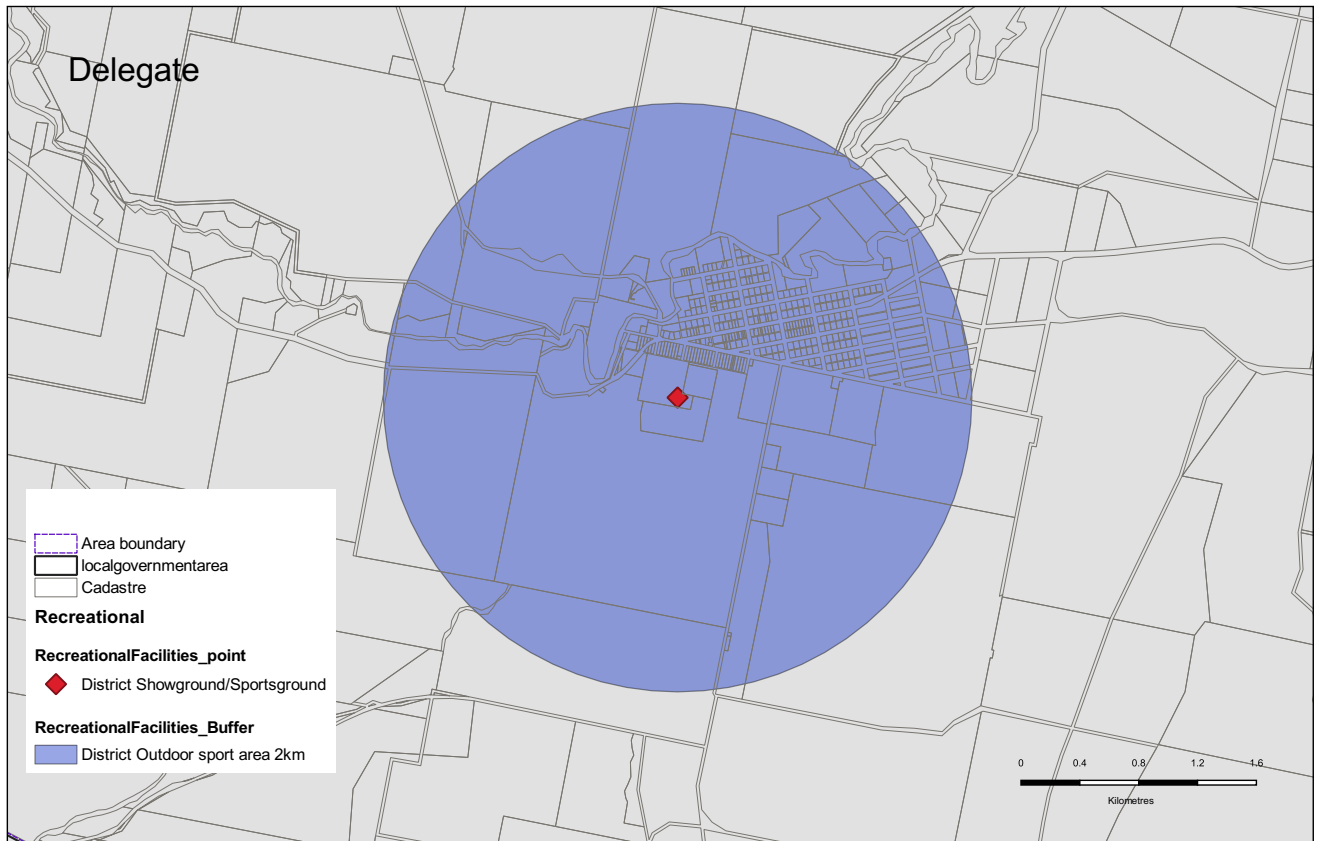 Delegate
Area boundary
localgovernmentarea
Cadastre
Recreational
RecreationalFacilities_point
District Showground/Sportsground
RecreationalFacilities_Buffer
District Outdoor sport area 2km
0 0.4 0.8 1.2 1.6
Kilometres